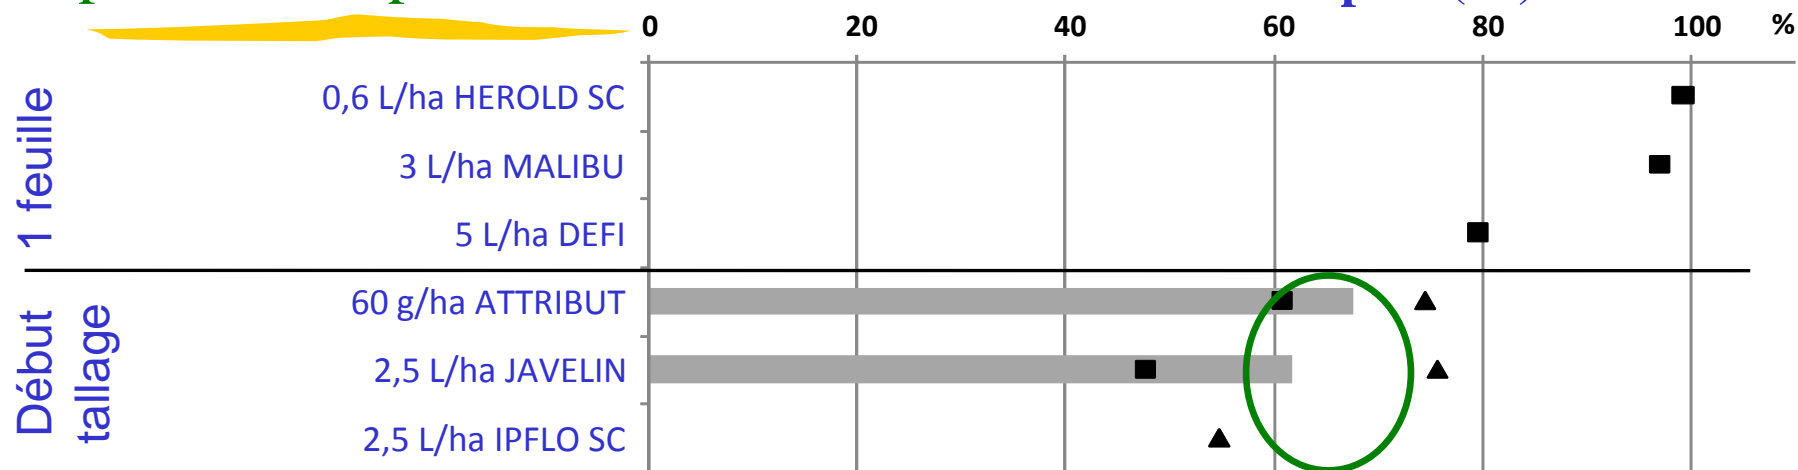 0 20 40 60 80 100 %
1 feuille
0,6 L/ha HEROLD SC
3 L/ha MALIBU
5 L/ha DEFI
Début
tallage
60 g/ha ATTRIBUT
2,5 L/ha JAVELIN
2,5 L/ha IPFLO SC